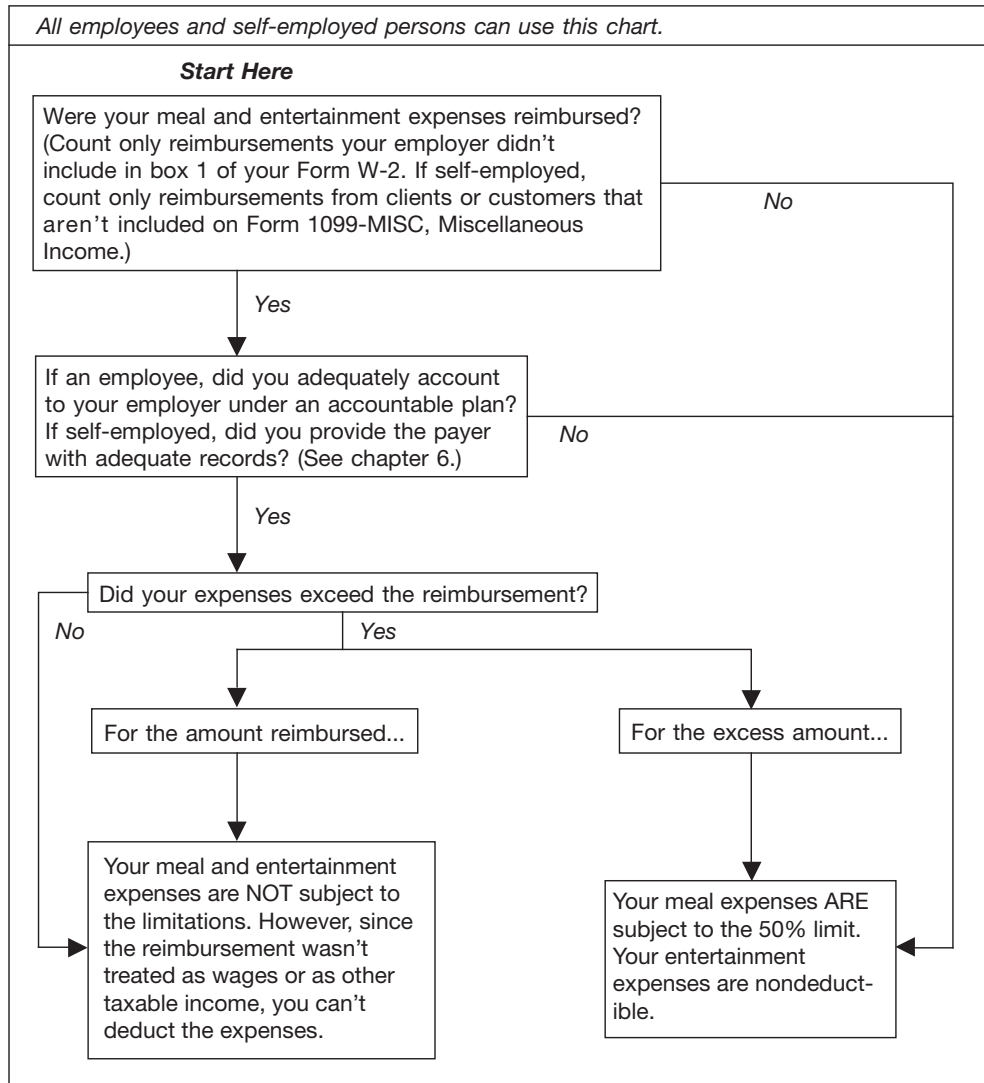 All employees and self-employed persons can use this chart.
Start Here
Were your meal and entertainment expenses reimbursed?
(Count only reimbursements your employer didn't
include in box 1 of your Form W-2. If self-employed,
count only reimbursements from clients or customers that
aren't included on Form 1099-MISC, Miscellaneous
Income.)
No
Yes
If an employee, did you adequately account
to your employer under an accountable plan?
If self-employed, did you provide the payer
with adequate records? (See chapter 6.)
No
Yes
Did your expenses exceed the reimbursement?
No
Yes
For the amount reimbursed...
For the excess amount...
Your meal and entertainment
expenses are NOT subject to
the limitations. However, since
the reimbursement wasn't
treated as wages or as other
taxable income, you can't
deduct the expenses.
Your meal expenses ARE
subject to the 50% limit.
Your entertainment
expenses are nondeduct-
ible.